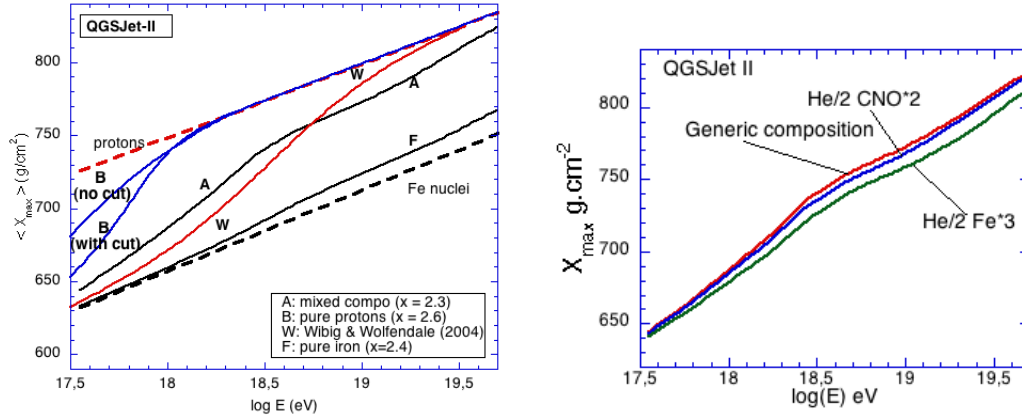 QGSJet-II
< X_max > (g/cm²)
800
750
700
650
600
protons
B
(no cut)
B
(with cut)
A
W
W
A
F
Fe nuclei
A: mixed compo (x = 2.3)
B: pure protons (x = 2.6)
W: Wibig & Wolfendale (2004)
F: pure iron (x=2.4)
17,5 18 18,5 19 19,5
log E (eV)
QGSJet II
X_max g.cm⁻²
800
750
700
650
He/2 CNO*2
Generic composition
He/2 Fe*3
17,5 18 18,5 19 19,5
log(E) eV